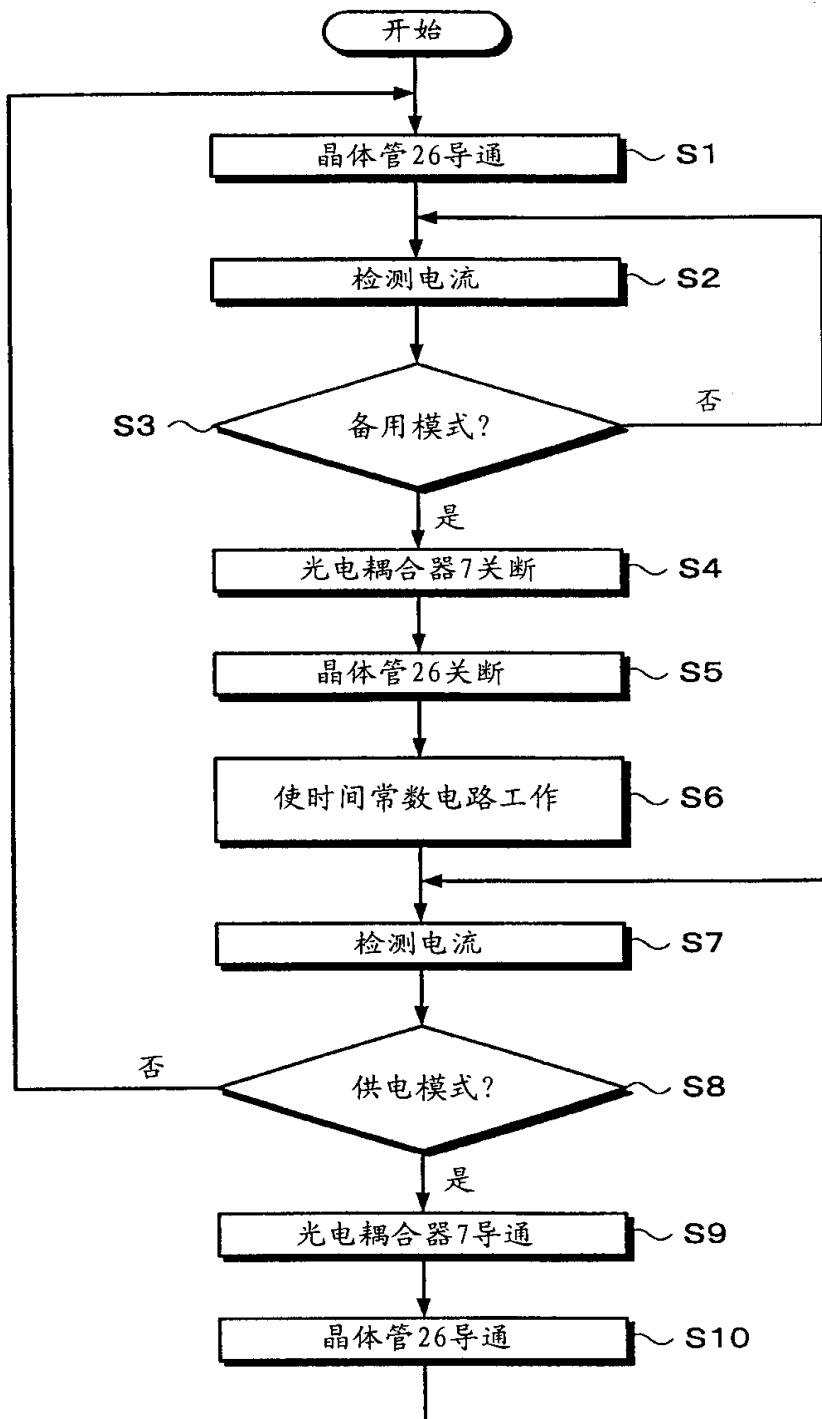 开始
晶体管26导通
S1
检测电流
S2
S3
备用模式?
否
是
光电耦合器7关断
S4
晶体管26关断
S5
使时间常数电路工作
S6
检测电流
S7
否
供电模式?
S8
是
光电耦合器7导通
S9
晶体管26导通
S10